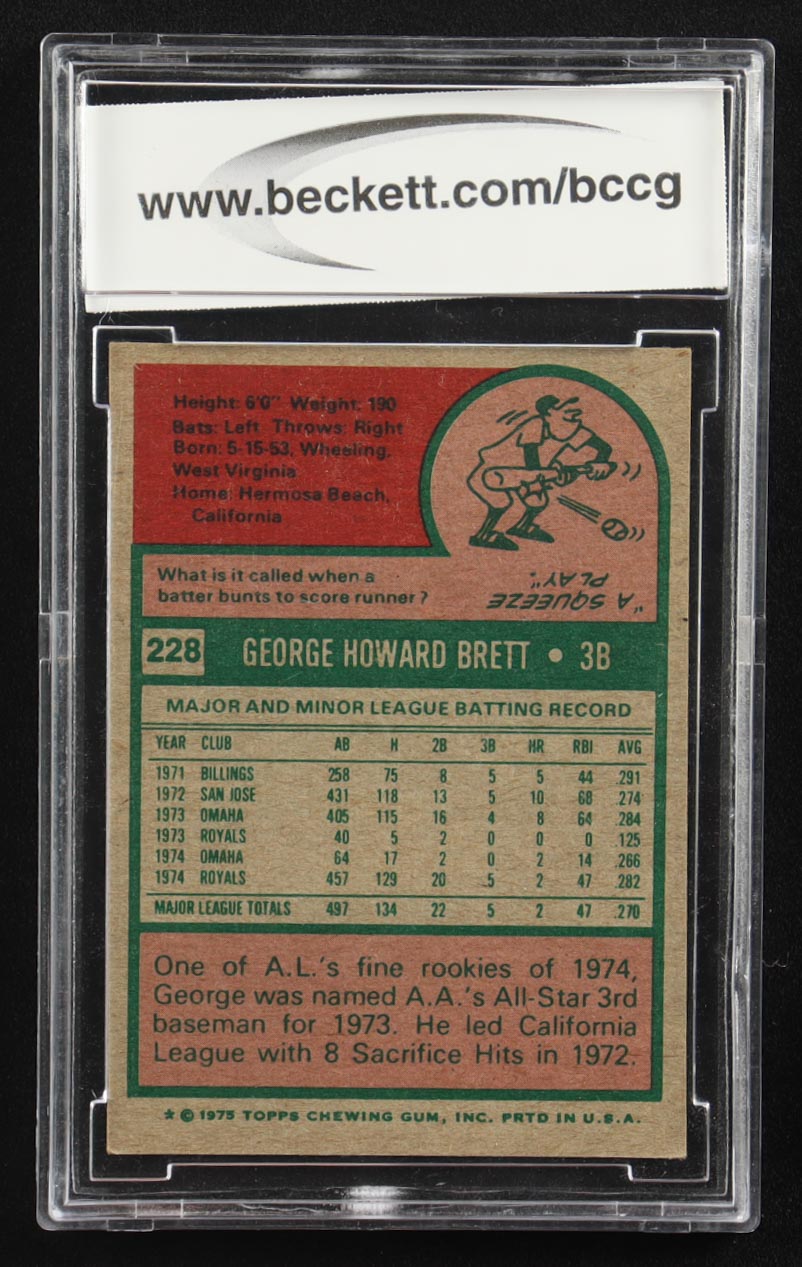 www.beckett.com/bccg
Height: 6'0" Weight: 190
Bats: Left Throws: Right
Born: 5-15-53, Wheeling,
West Virginia
Home: Hermosa Beach,
California
What is it called when a
batter bunts to score runner?
"A SQUEEZE
PLAY".
228 GEORGE HOWARD BRETT • 3B
MAJOR AND MINOR LEAGUE BATTING RECORD
YEAR CLUB AB H 2B 3B HR RBI AVG
1971 BILLINGS 258 75 8 5 5 44 .291
1972 SAN JOSE 431 118 13 5 10 68 .274
1973 OMAHA 405 115 16 4 8 64 .284
1973 ROYALS 40 5 2 0 0 0 .125
1974 OMAHA 64 17 2 0 2 14 .266
1974 ROYALS 457 129 20 5 2 47 .282
MAJOR LEAGUE TOTALS 497 134 22 5 2 47 .270
One of A.L.'s fine rookies of 1974,
George was named A.A.'s All-Star 3rd
baseman for 1973. He led California
League with 8 Sacrifice Hits in 1972.
* © 1975 TOPPS CHEWING GUM, INC. PRTD IN U.S.A.